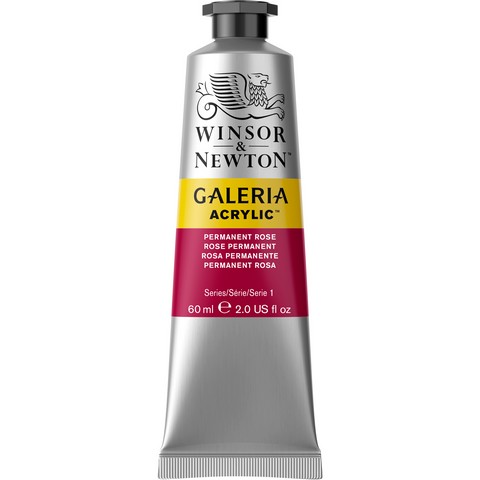 WINSOR
&
NEWTON™
GALERIA
ACRYLIC™
PERMANENT ROSE
ROSE PERMANENT
ROSA PERMANENTE
PERMANENT ROSA
Series/Série/Serie 1
60 ml ℮ 2.0 US fl oz